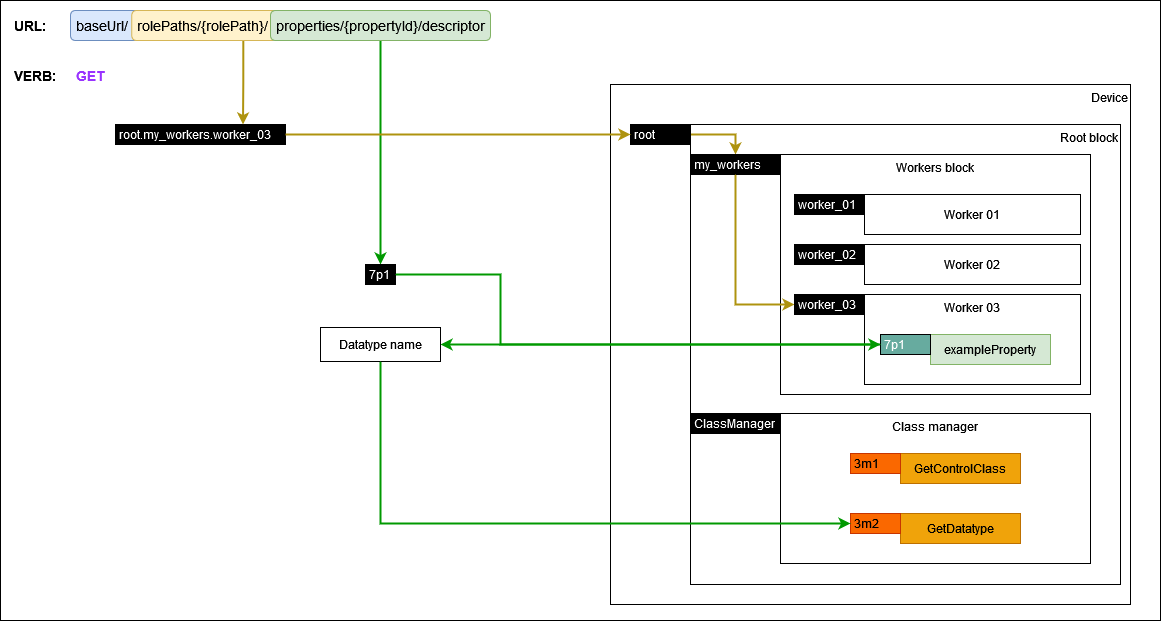 URL: baseUrl/ rolePaths/{rolePath}/ properties/{propertyId}/descriptor
VERB: GET
Device
root.my_workers.worker_03
root
Root block
my_workers
Workers block
worker_01
Worker 01
worker_02
Worker 02
7p1
worker_03
Worker 03
Datatype name
7p1
exampleProperty
ClassManager
Class manager
3m1
GetControlClass
3m2
GetDatatype